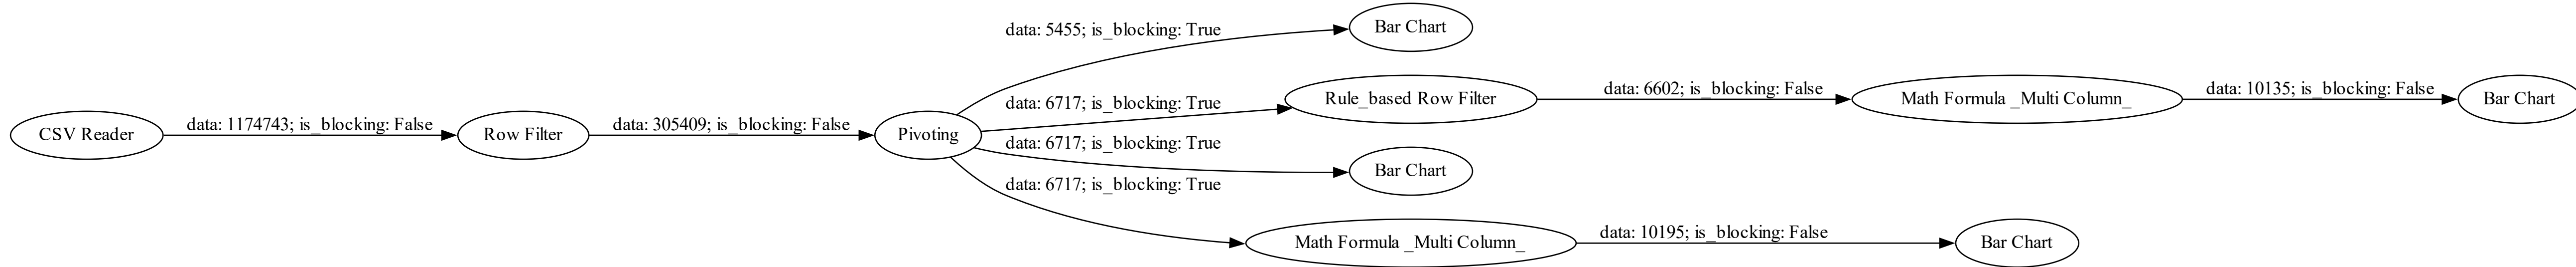 data: 5455; is_blocking: True
Bar Chart
data: 6717; is_blocking: True
Rule_based Row Filter
data: 6602; is_blocking: False
Math Formula _Multi Column_
data: 10135; is_blocking: False
Bar Chart
CSV Reader
data: 1174743; is_blocking: False
Row Filter
data: 305409; is_blocking: False
Pivoting
data: 6717; is_blocking: True
Bar Chart
data: 6717; is_blocking: True
Math Formula _Multi Column_
data: 10195; is_blocking: False
Bar Chart